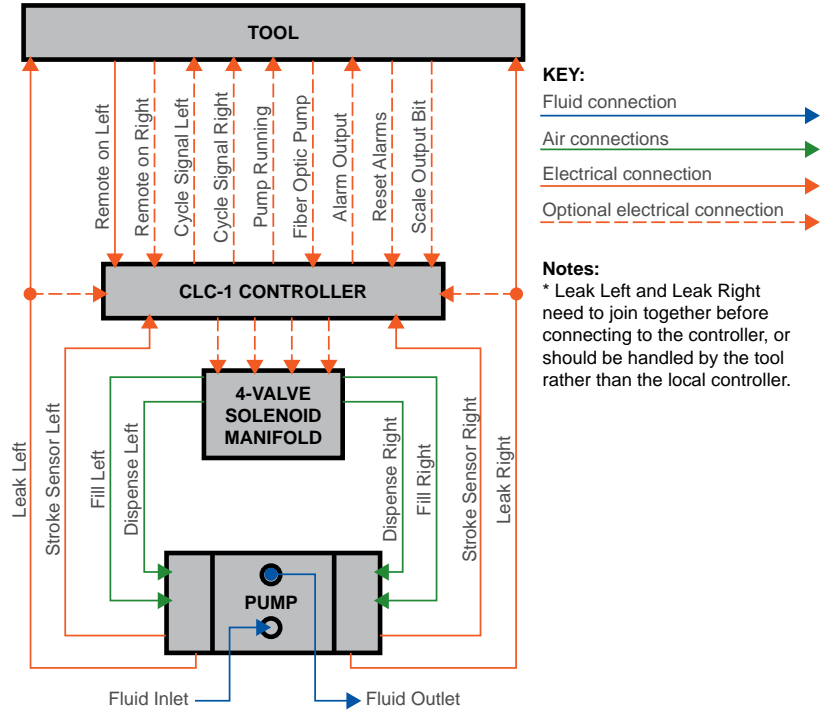 TOOL
Remote on Left
Remote on Right
Cycle Signal Left
Cycle Signal Right
Pump Running
Fiber Optic Pump
Alarm Output
Reset Alarms
Scale Output Bit
CLC-1 CONTROLLER
4-VALVE
SOLENOID
MANIFOLD
Leak Left
Stroke Sensor Left
Fill Left
Dispense Left
Dispense Right
Fill Right
Stroke Sensor Right
Leak Right
PUMP
Fluid Inlet
Fluid Outlet
KEY:
Fluid connection
Air connections
Electrical connection
Optional electrical connection
Notes:
* Leak Left and Leak Right
need to join together before
connecting to the controller, or
should be handled by the tool
rather than the local controller.